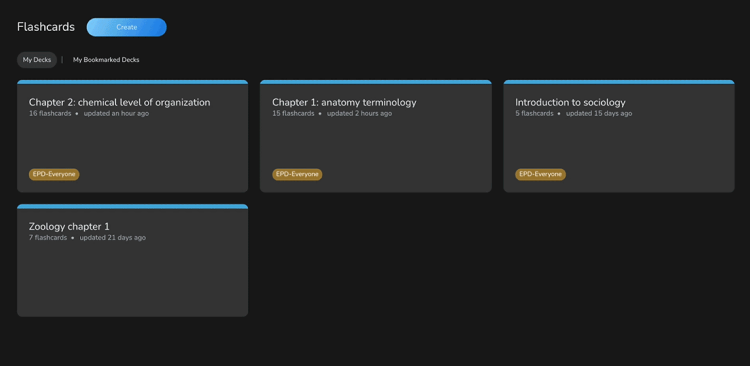 Flashcards
Create
My Decks | My Bookmarked Decks
Chapter 2: chemical level of organization
16 flashcards • updated an hour ago
EPD-Everyone
Chapter 1: anatomy terminology
15 flashcards • updated 2 hours ago
EPD-Everyone
Introduction to sociology
5 flashcards • updated 15 days ago
EPD-Everyone
Zoology chapter 1
7 flashcards • updated 21 days ago